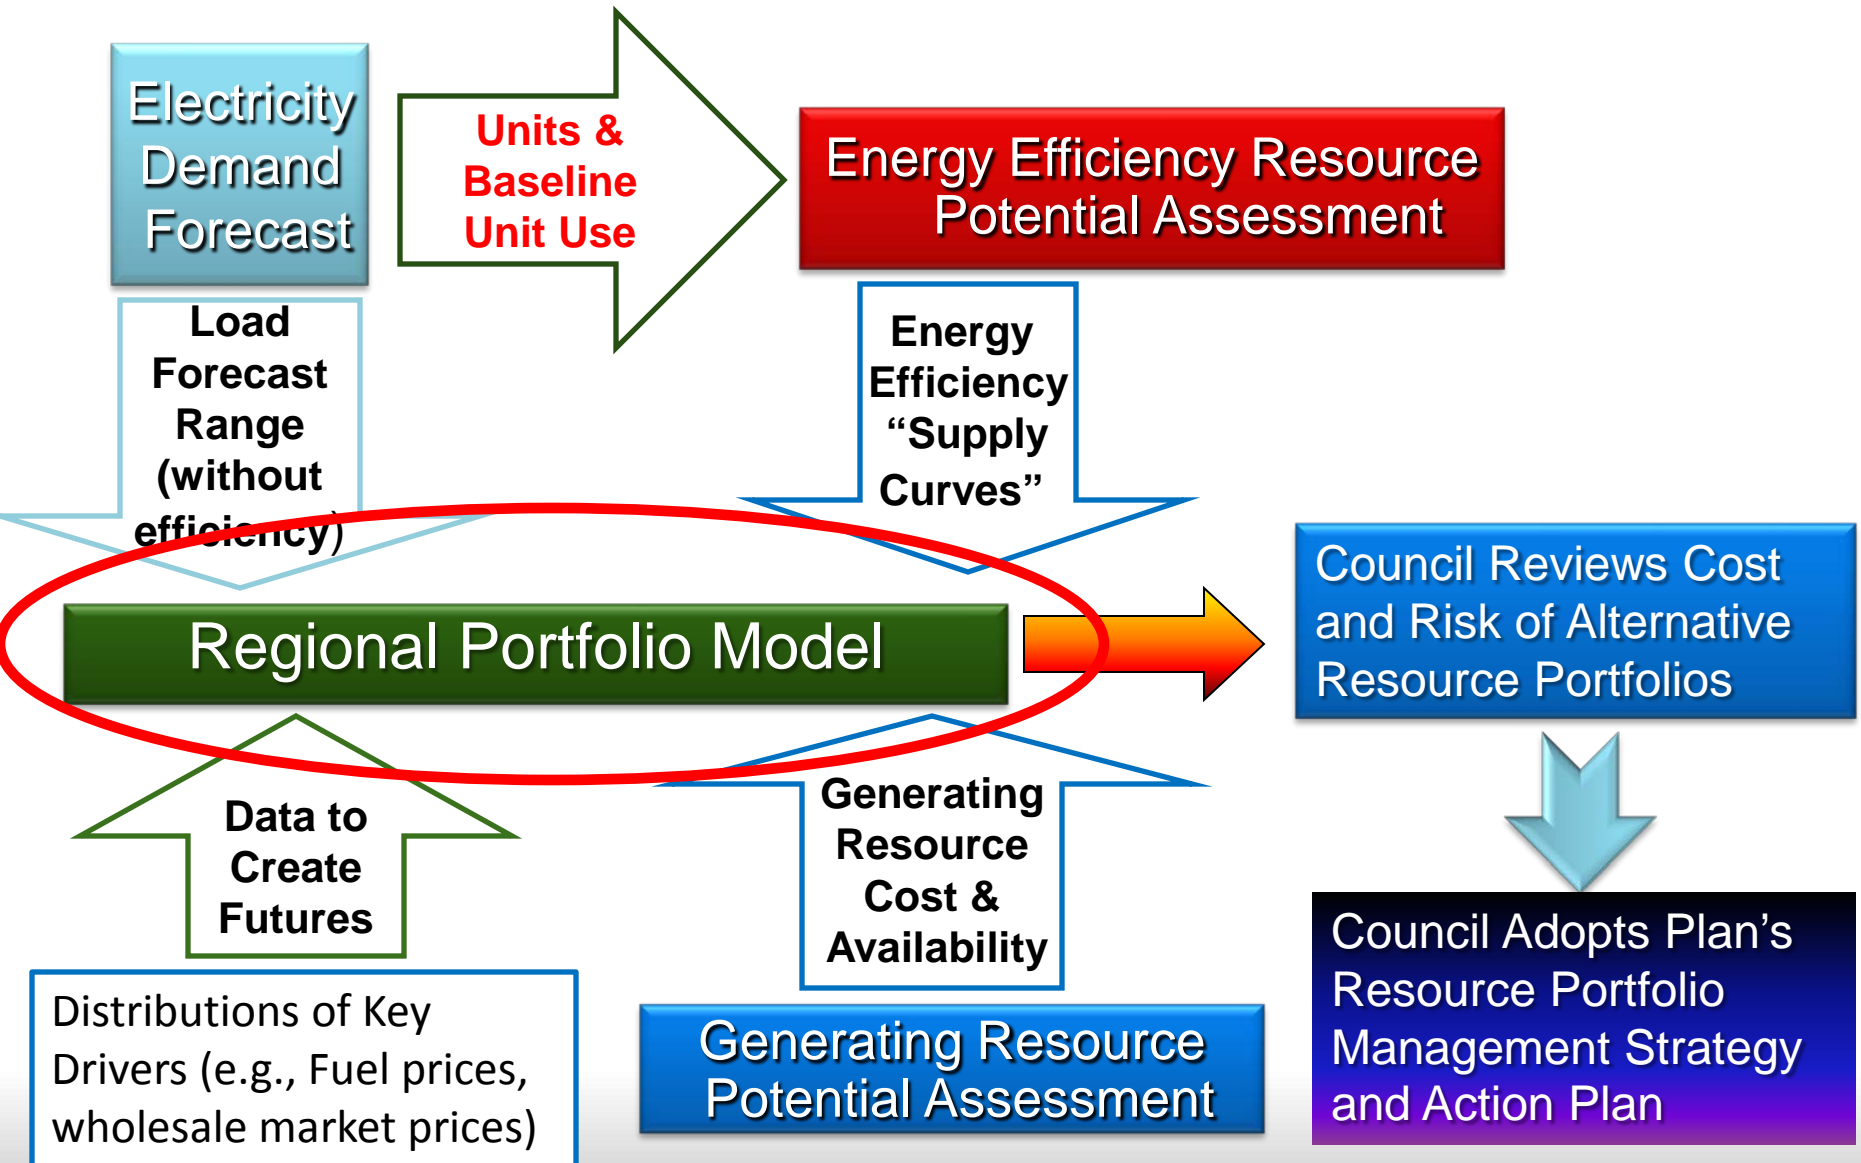 Electricity
Demand
Forecast
Units &
Baseline
Unit Use
Energy Efficiency Resource
Potential Assessment
Load
Forecast
Range
(without
efficiency)
Energy
Efficiency
“Supply
Curves”
Regional Portfolio Model
Council Reviews Cost
and Risk of Alternative
Resource Portfolios
Data to
Create
Futures
Generating
Resource
Cost &
Availability
Distributions of Key
Drivers (e.g., Fuel prices,
wholesale market prices)
Generating Resource
Potential Assessment
Council Adopts Plan’s
Resource Portfolio
Management Strategy
and Action Plan